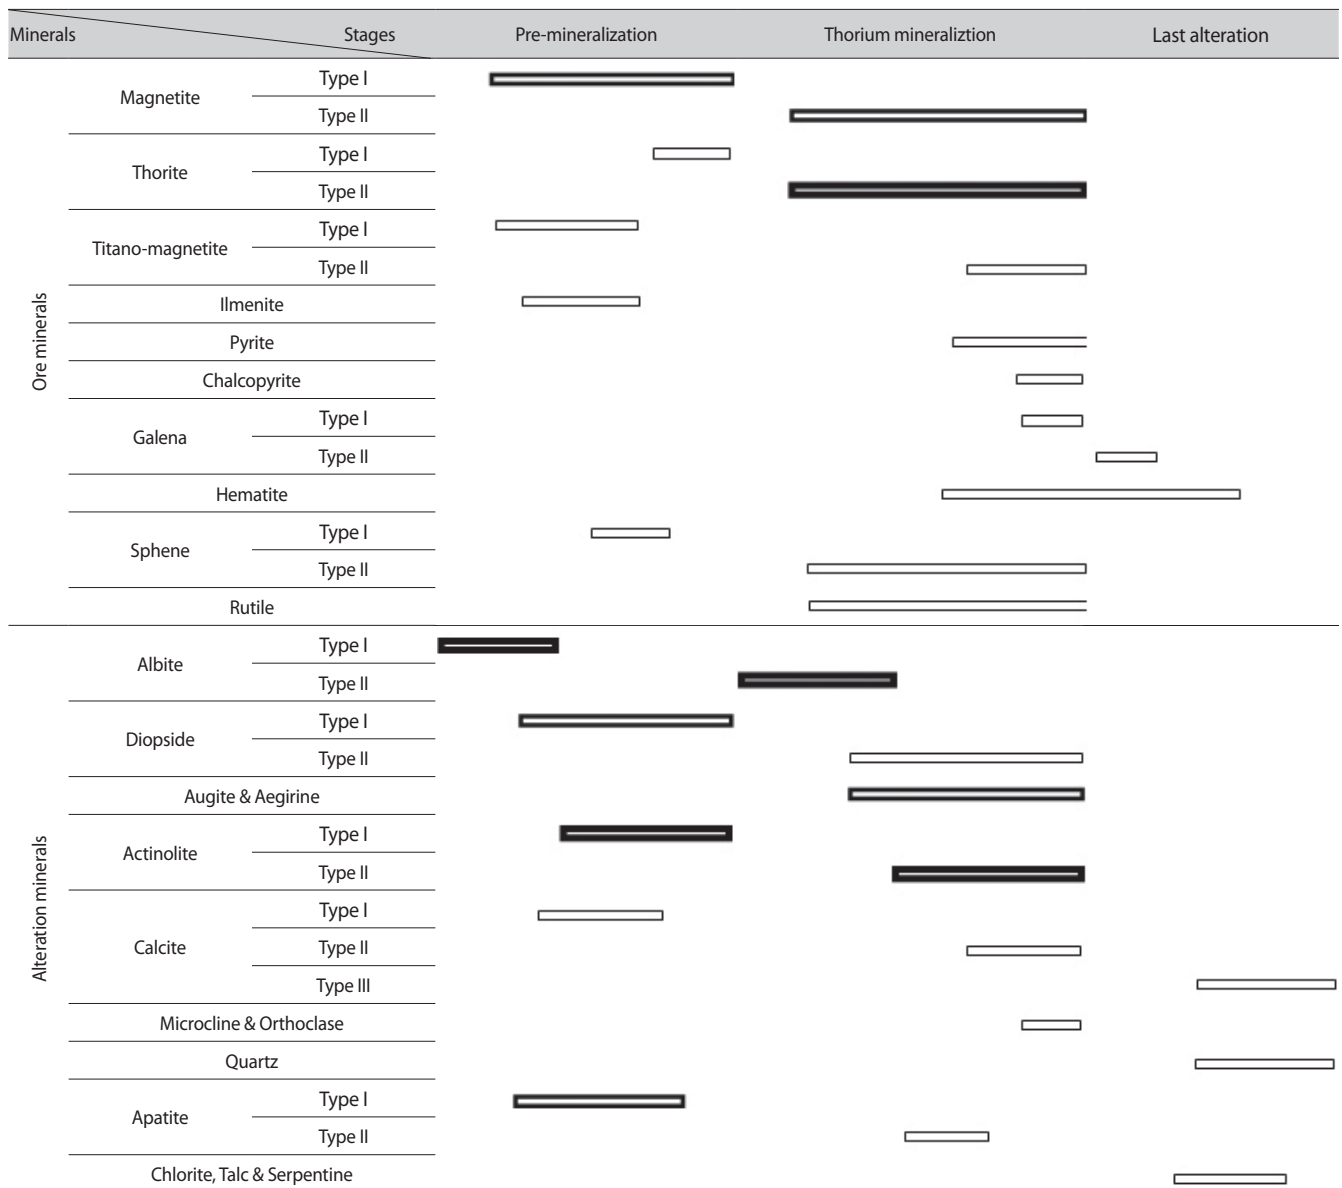 Minerals Stages Pre-mineralization Thorium mineraliztion Last alteration
Ore minerals
Magnetite
Type I
Type II
Thorite
Type I
Type II
Titano-magnetite
Type I
Type II
Ilmenite
Pyrite
Chalcopyrite
Galena
Type I
Type II
Hematite
Sphene
Type I
Type II
Rutile
Alteration minerals
Albite
Type I
Type II
Diopside
Type I
Type II
Augite & Aegirine
Actinolite
Type I
Type II
Calcite
Type I
Type II
Type III
Microcline & Orthoclase
Quartz
Apatite
Type I
Type II
Chlorite, Talc & Serpentine